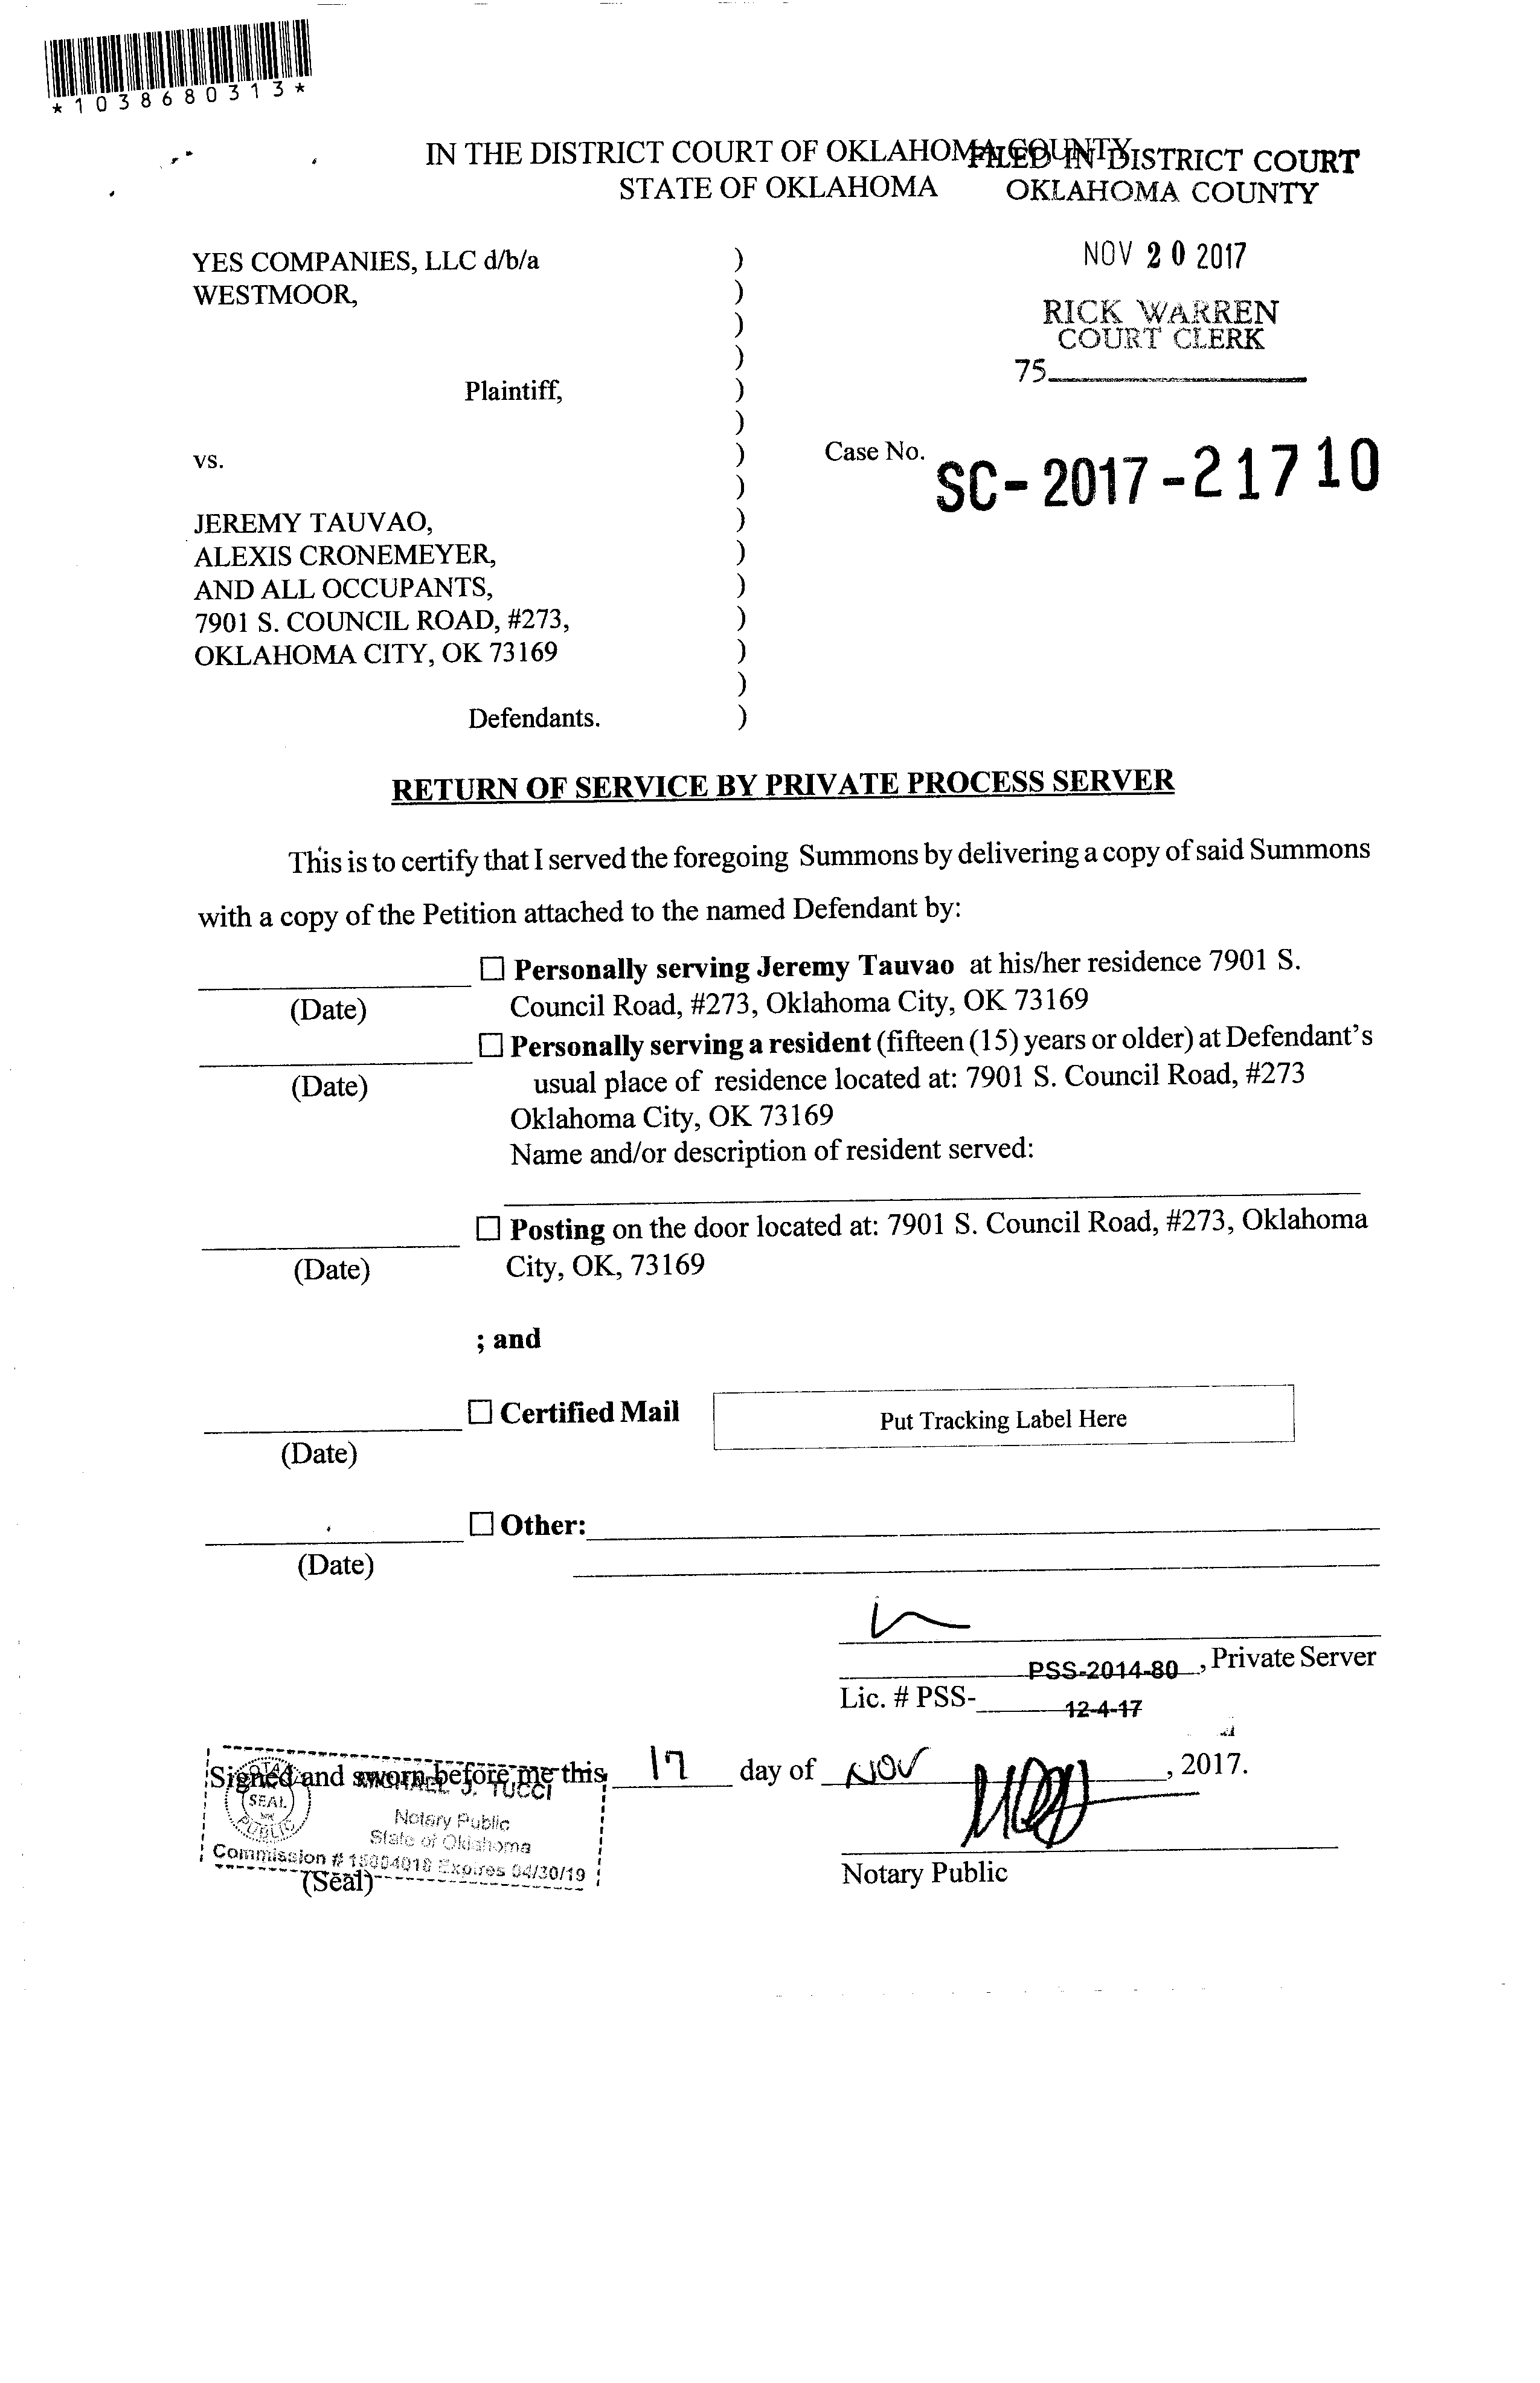 *1038680313*
IN THE DISTRICT COURT OF OKLAHOMA COUNTY
STATE OF OKLAHOMA
FILED IN DISTRICT COURT
OKLAHOMA COUNTY
NOV 20 2017
RICK WARREN
COURT CLERK
75
YES COMPANIES, LLC d/b/a )
WESTMOOR, )
)
)
Plaintiff, )
)
vs. )
)
JEREMY TAUVAO, )
ALEXIS CRONEMEYER, )
AND ALL OCCUPANTS, )
7901 S. COUNCIL ROAD, #273, )
OKLAHOMA CITY, OK 73169 )
)
Defendants. )
Case No. SC-2017-21710
RETURN OF SERVICE BY PRIVATE PROCESS SERVER
This is to certify that I served the foregoing Summons by delivering a copy of said Summons
with a copy of the Petition attached to the named Defendant by:
☐ Personally serving Jeremy Tauvao at his/her residence 7901 S.
(Date) Council Road, #273, Oklahoma City, OK 73169
☐ Personally serving a resident (fifteen (15) years or older) at Defendant's
(Date) usual place of residence located at: 7901 S. Council Road, #273
Oklahoma City, OK 73169
Name and/or description of resident served:
☐ Posting on the door located at: 7901 S. Council Road, #273, Oklahoma
(Date) City, OK, 73169
; and
☐ Certified Mail Put Tracking Label Here
(Date)
☐ Other:
(Date)
PSS-2014-80, Private Server
Lic. # PSS- 12-4-17
Signed and sworn before me this 17 day of NOV, 2017.
MICHAEL J. TUCCI
Notary Public
SEAL
PUBLIC
State of Oklahoma
Commission # 15004018 Expires 04/30/19
(Seal)
Notary Public